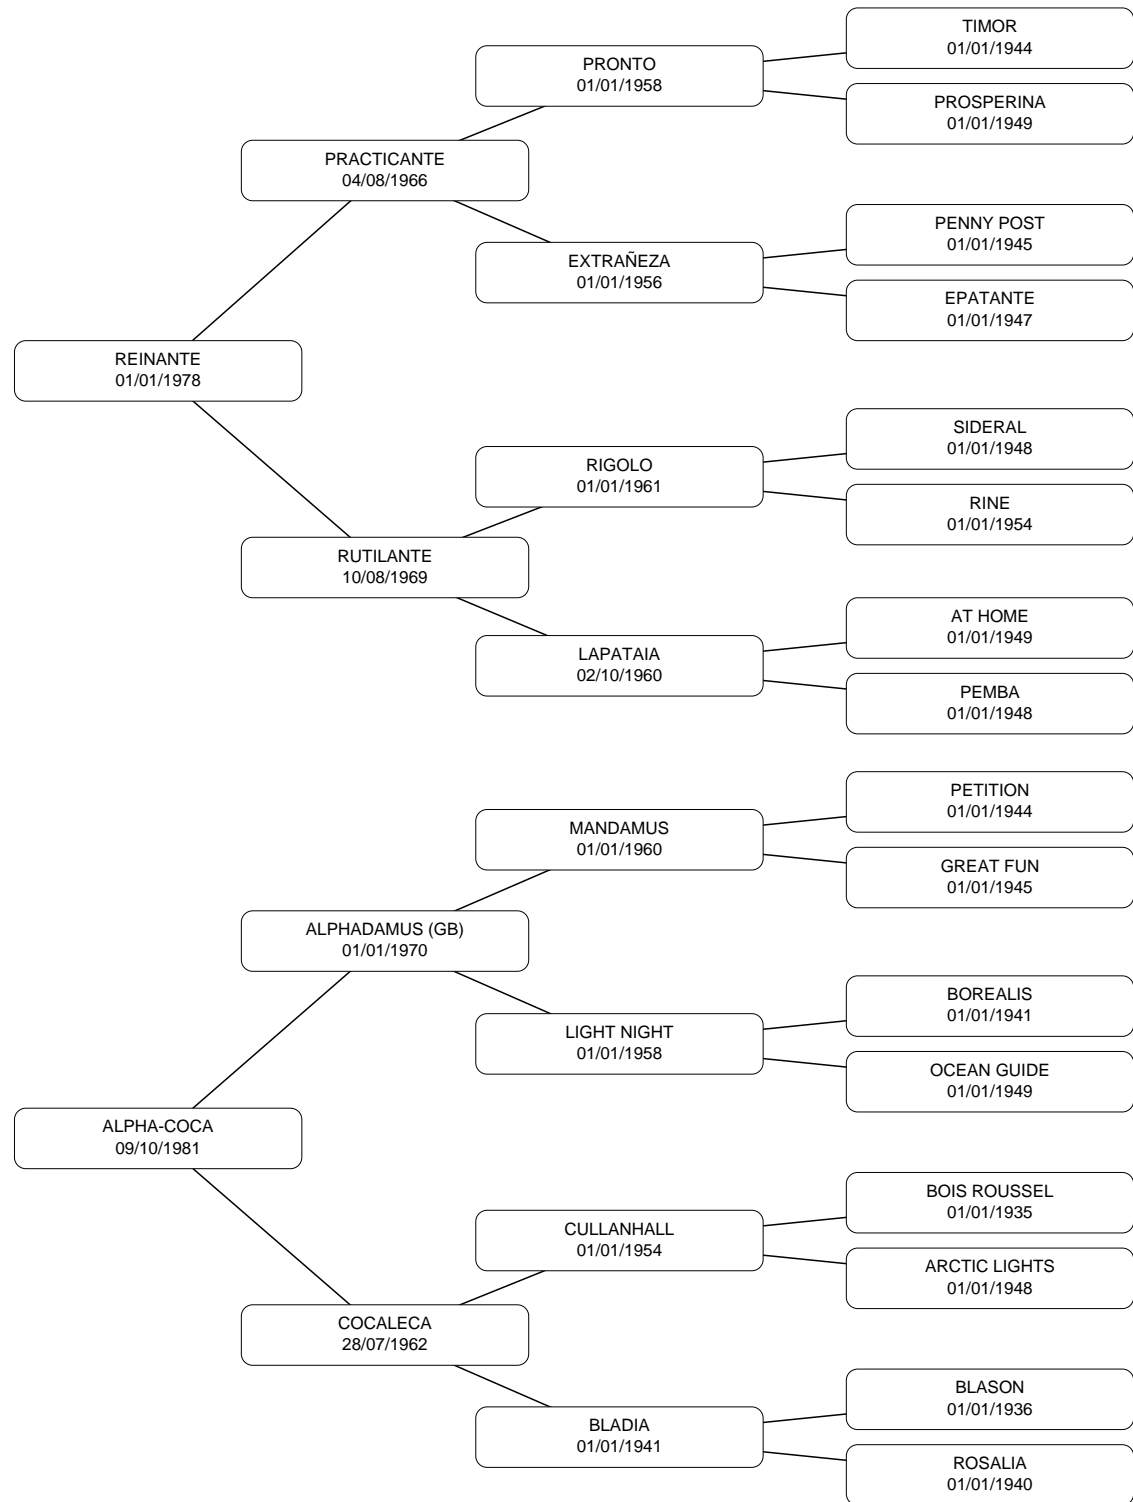 TIMOR
01/01/1944
PRONTO
01/01/1958
PROSPERINA
01/01/1949
PRACTICANTE
04/08/1966
PENNY POST
01/01/1945
EXTRAÑEZA
01/01/1956
EPATANTE
01/01/1947
REINANTE
01/01/1978
SIDERAL
01/01/1948
RIGOLO
01/01/1961
RINE
01/01/1954
RUTILANTE
10/08/1969
AT HOME
01/01/1949
LAPATAIA
02/10/1960
PEMBA
01/01/1948
PETITION
01/01/1944
MANDAMUS
01/01/1960
GREAT FUN
01/01/1945
ALPHADAMUS (GB)
01/01/1970
BOREALIS
01/01/1941
LIGHT NIGHT
01/01/1958
OCEAN GUIDE
01/01/1949
ALPHA-COCA
09/10/1981
BOIS ROUSSEL
01/01/1935
CULLANHALL
01/01/1954
ARCTIC LIGHTS
01/01/1948
COCALECA
28/07/1962
BLASON
01/01/1936
BLADIA
01/01/1941
ROSALIA
01/01/1940